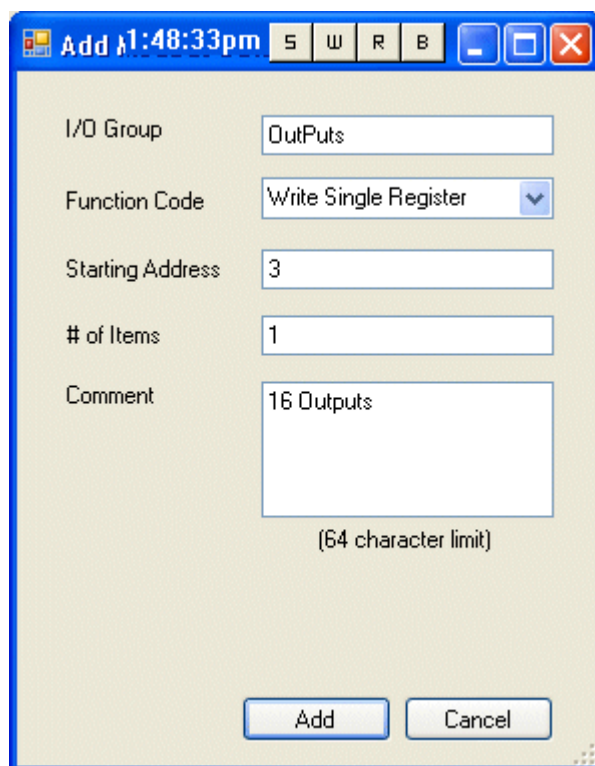 Add 1:48:33pm S W R B
I/O Group OutPuts
Function Code Write Single Register
Starting Address 3
# of Items 1
Comment 16 Outputs
(64 character limit)
Add Cancel